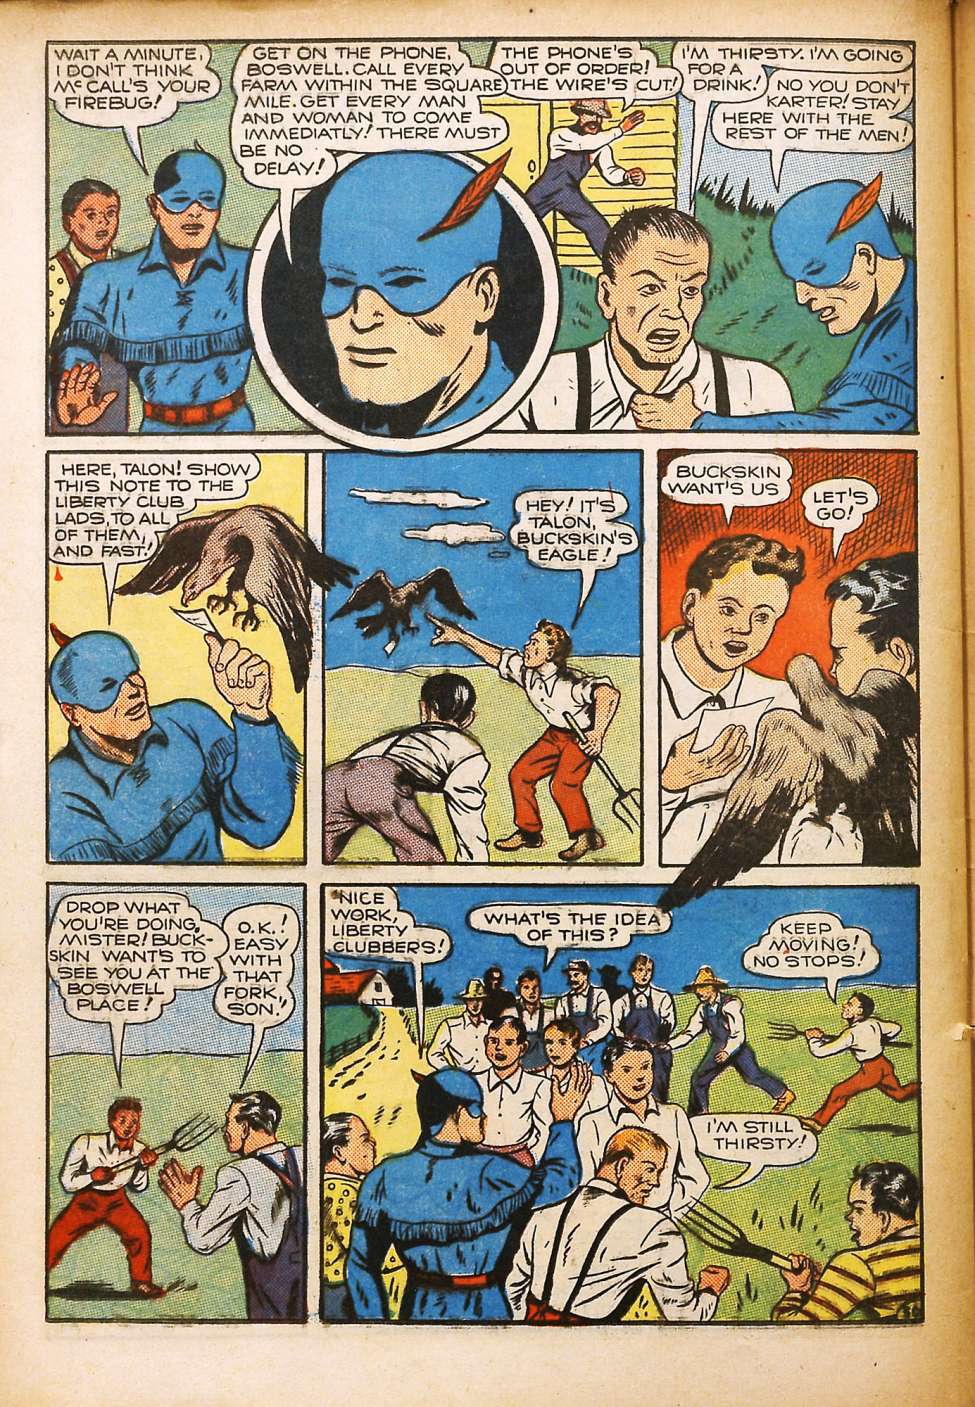 WAIT A MINUTE,
I DON'T THINK
McCALL'S YOUR
FIREBUG!
GET ON THE PHONE,
BOSWELL. CALL EVERY
FARM WITHIN THE SQUARE
MILE. GET EVERY MAN
AND WOMAN TO COME
IMMEDIATLY! THERE MUST
BE NO
DELAY!
THE PHONE'S
OUT OF ORDER!
THE WIRE'S CUT!
I'M THIRSTY. I'M GOING
FOR A
DRINK!
NO YOU DON'T
KARTER! STAY
HERE WITH THE
REST OF THE MEN!
HERE, TALON! SHOW
THIS NOTE TO THE
LIBERTY CLUB
LADS, TO ALL
OF THEM,
AND FAST!
HEY! IT'S
TALON,
BUCKSKIN'S
EAGLE!
BUCKSKIN
WANT'S US
LET'S
GO!
DROP WHAT
YOU'RE DOING,
MISTER! BUCK-
SKIN WANT'S TO
SEE YOU AT THE
BOSWELL
PLACE!
O.K.!
EASY
WITH
THAT
FORK,
SON.!
NICE
WORK,
LIBERTY
CLUBBERS!
WHAT'S THE IDEA
OF THIS?
KEEP
MOVING!
NO STOPS!
I'M STILL
THIRSTY!